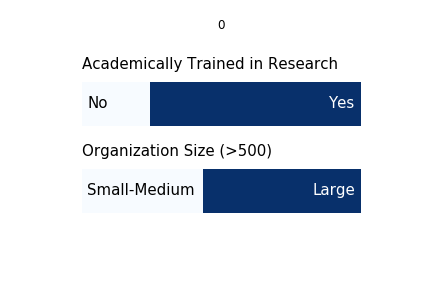 0
Academically Trained in Research
No Yes
Organization Size (>500)
Small-Medium Large